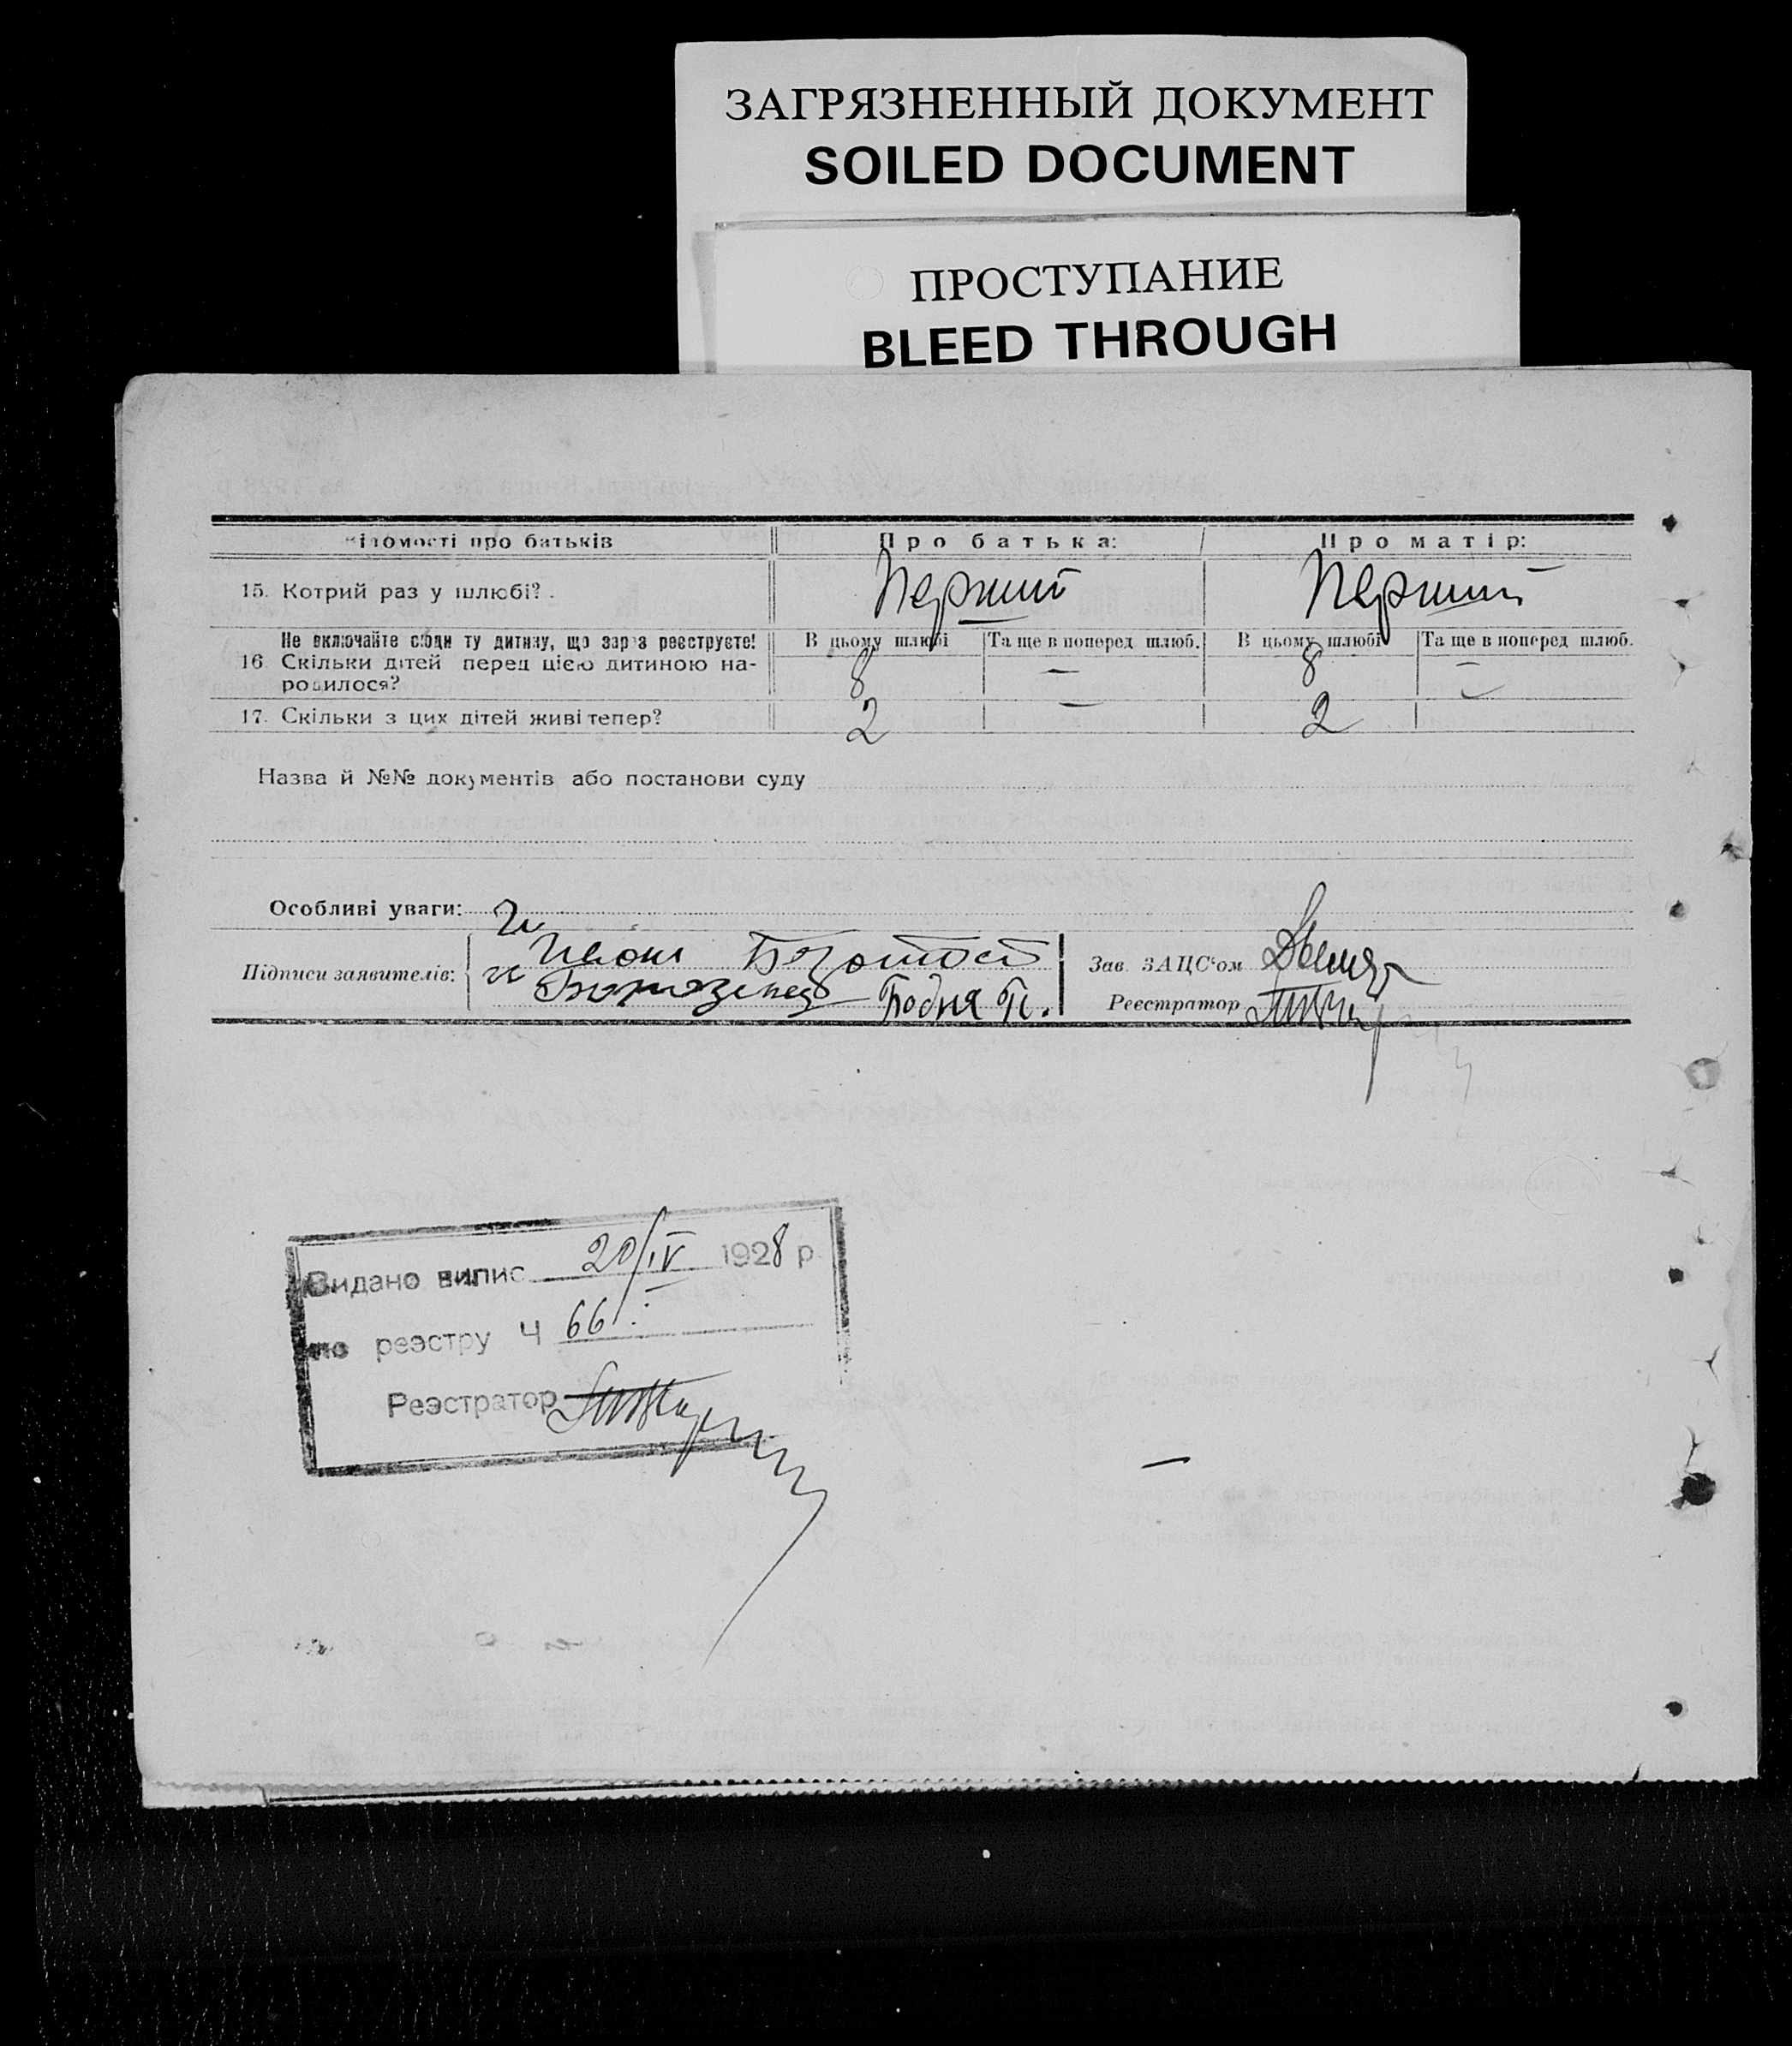 ЗАГРЯЗНЕННЫЙ ДОКУМЕНТ
SOILED DOCUMENT
ПРОСТУПАНИЕ
BLEED THROUGH
відомості про батьків Про батька: Про матір:
15. Котрий раз у шлюбі? Перший Перший
Не включайте сюди ту дитину, що зараз реєструєте! В цьому шлюбі Та ще в поперед шлюб. В цьому шлюбі Та ще в поперед шлюб.
16. Скільки дітей перед цією дитиною на- 8 — 8 —
родилося?
17. Скільки з цих дітей живі тепер? 2 — 2
Назва й №№ документів або постанови суду
Особливі уваги:
Підписи заявителів: Зав. ЗАЦС'ом
Бодня П. Реєстратор
Видано випис 20/IV 1928 р
по реэстру Ч 66
Реэстратор